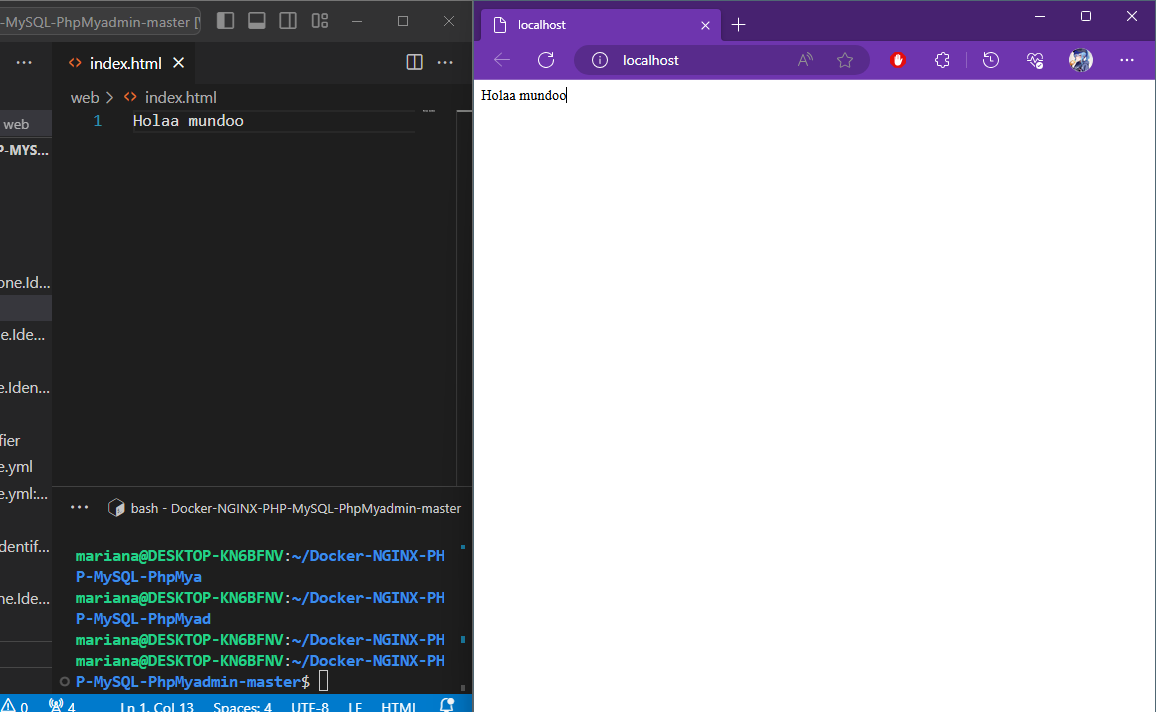 -MySQL-PhpMyadmin-master [
index.html
web > index.html
1 Holaa mundoo
web
P-MYS...
one.Id...
e.Ide...
e.Iden...
fier
e.yml
e.yml:...
dentif...
ne.Ide...
bash - Docker-NGINX-PHP-MySQL-PhpMyadmin-master
mariana@DESKTOP-KN6BFNV:~/Docker-NGINX-PH
P-MySQL-PhpMya
mariana@DESKTOP-KN6BFNV:~/Docker-NGINX-PH
P-MySQL-PhpMyad
mariana@DESKTOP-KN6BFNV:~/Docker-NGINX-PH
mariana@DESKTOP-KN6BFNV:~/Docker-NGINX-PH
P-MySQL-PhpMyadmin-master$
0 4 Ln 1, Col 13 Spaces: 4 UTF-8 LF HTML
localhost
localhost
Holaa mundoo